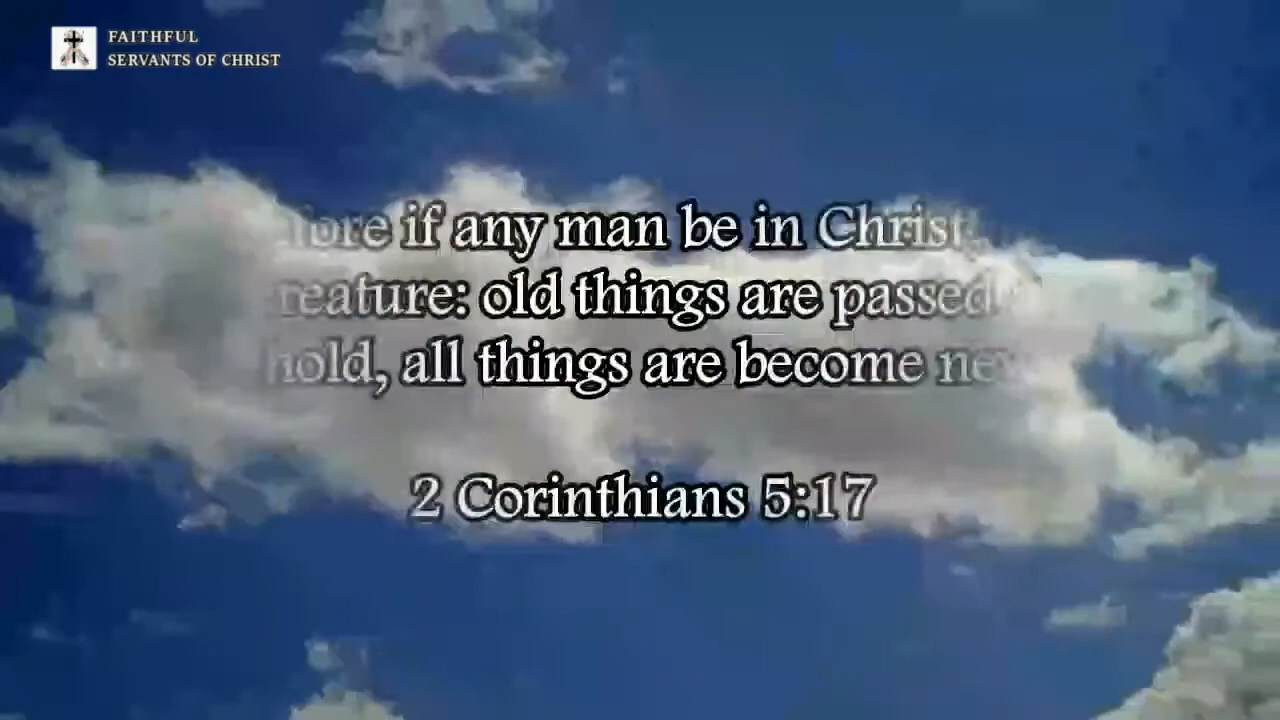 FAITHFUL
SERVANTS OF CHRIST
if any man be in Christ,
old things are passed
all things are become
2 Corinthians 5:17